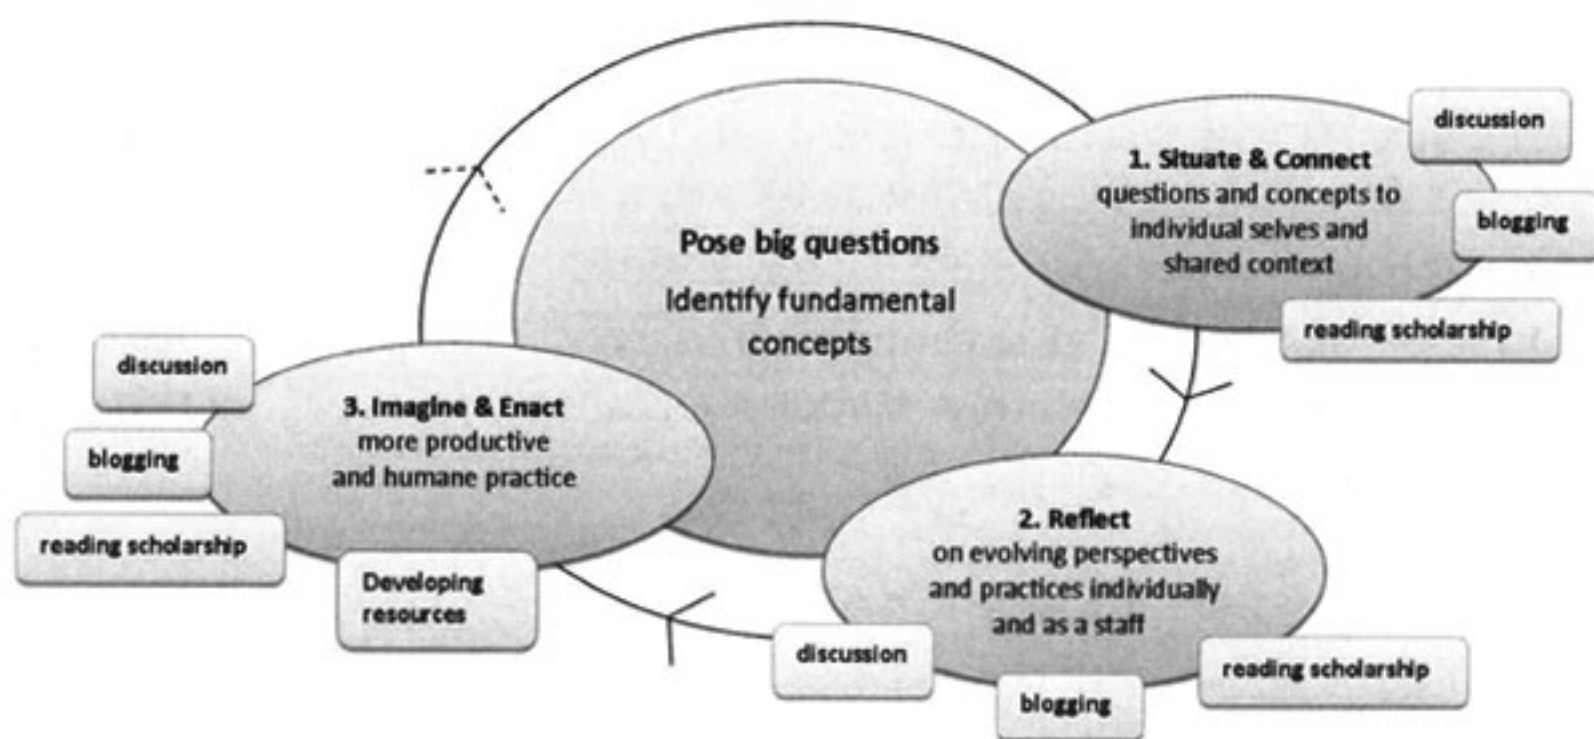 Pose big questions
Identify fundamental
concepts
1. Situate & Connect
questions and concepts to
individual selves and
shared context
discussion
blogging
reading scholarship
2. Reflect
on evolving perspectives
and practices individually
and as a staff
discussion
blogging
reading scholarship
3. Imagine & Enact
more productive
and humane practice
discussion
blogging
reading scholarship
Developing
resources